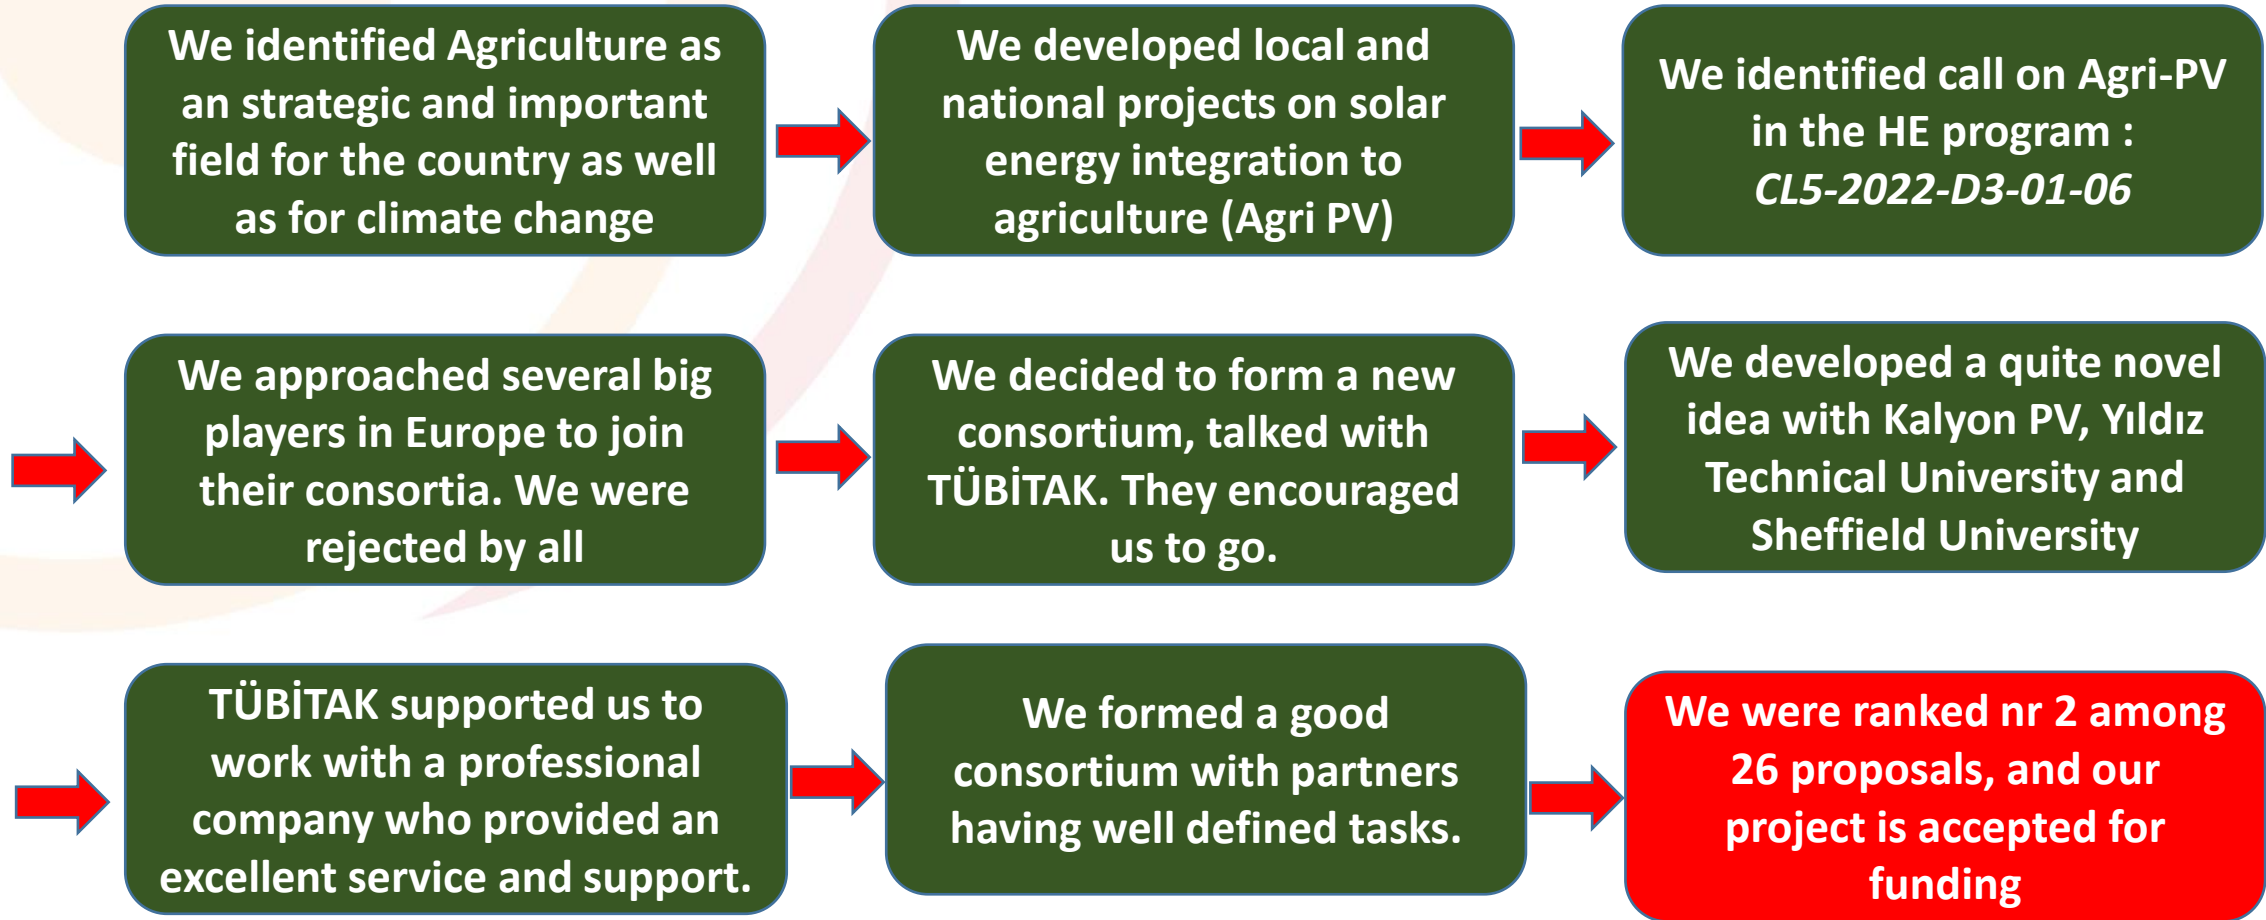 We identified Agriculture as
an strategic and important
field for the country as well
as for climate change
We developed local and
national projects on solar
energy integration to
agriculture (Agri PV)
We identified call on Agri-PV
in the HE program :
CL5-2022-D3-01-06
We approached several big
players in Europe to join
their consortia. We were
rejected by all
We decided to form a new
consortium, talked with
TÜBİTAK. They encouraged
us to go.
We developed a quite novel
idea with Kalyon PV, Yıldız
Technical University and
Sheffield University
TÜBİTAK supported us to
work with a professional
company who provided an
excellent service and support.
We formed a good
consortium with partners
having well defined tasks.
We were ranked nr 2 among
26 proposals, and our
project is accepted for
funding